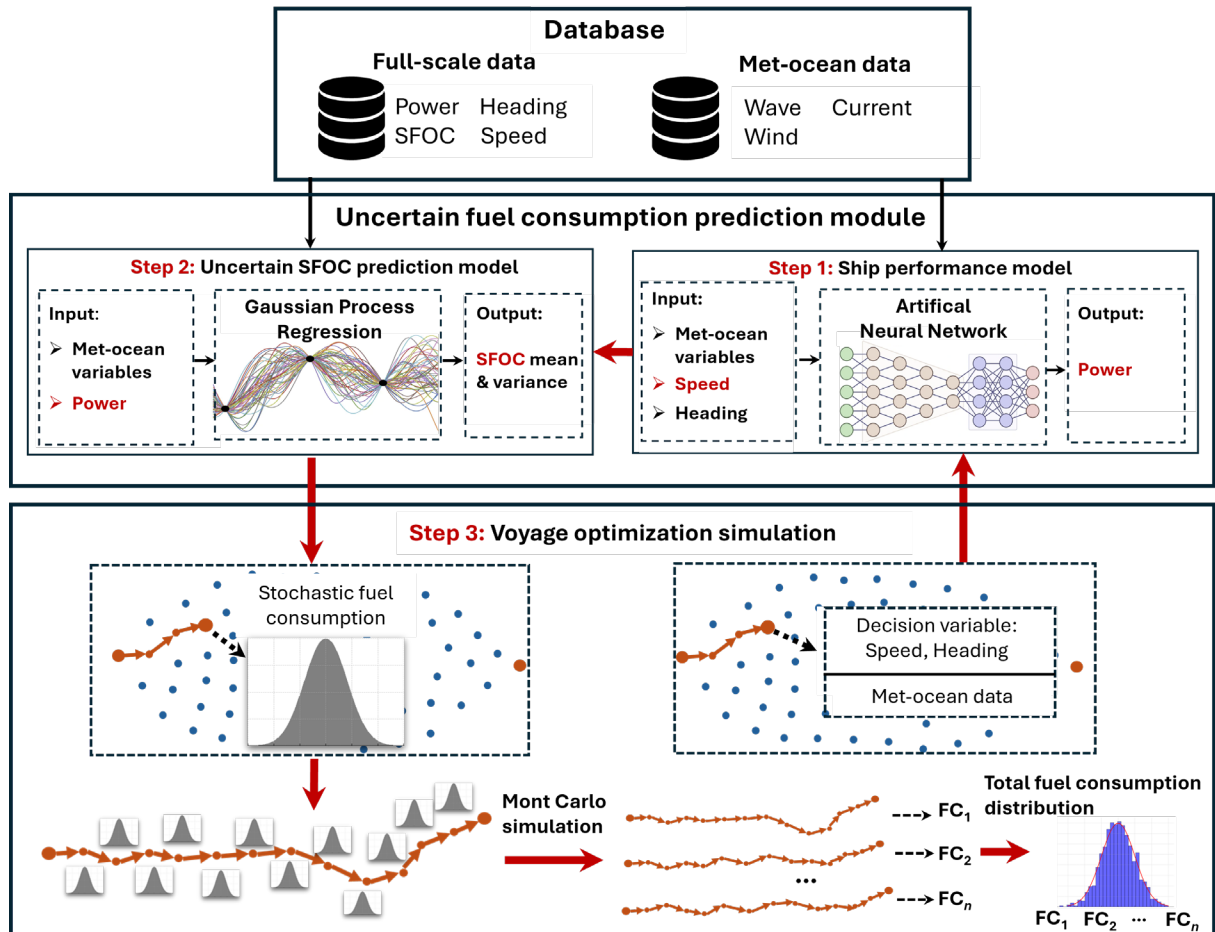 Database
Full-scale data
Power Heading
SFOC Speed
Met-ocean data
Wave Current
Wind
Uncertain fuel consumption prediction module
Step 2: Uncertain SFOC prediction model
Input:
Met-ocean
variables
Power
Gaussian Process
Regression
Output:
SFOC mean
& variance
Step 1: Ship performance model
Input:
Met-ocean
variables
Speed
Heading
Artifical
Neural Network
Output:
Power
Step 3: Voyage optimization simulation
Stochastic fuel
consumption
Decision variable:
Speed, Heading
Met-ocean data
Mont Carlo
simulation
FC1
FC2
...
FCn
Total fuel consumption
distribution
FC1 FC2 ... FCn